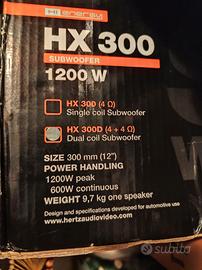 Hi ENERGY
HX 300
SUBWOOFER
1200 W
HX 300 (4 Ω)
Single coil Subwoofer
HX 300D (4 + 4 Ω)
Dual coil Subwoofer
SIZE 300 mm (12")
POWER HANDLING
1200W peak
600W continuous
WEIGHT 9,7 kg one speaker
Design and specifications developed for automotive use
www.hertzaudiovideo.com
subito